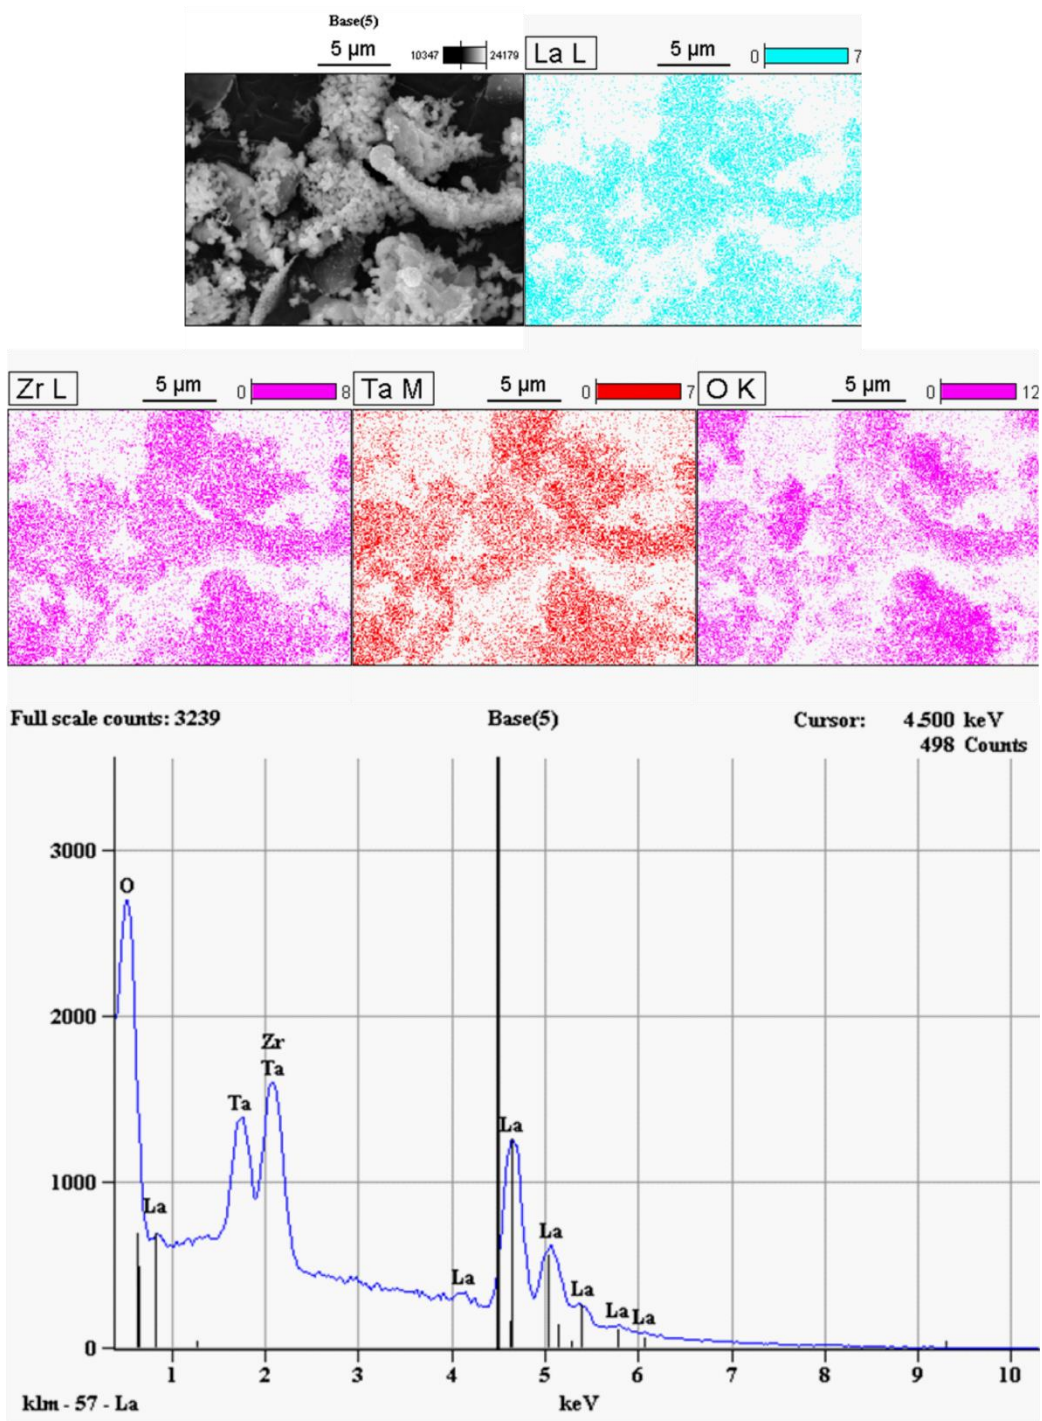 Base(5)
5 µm 10347 24179 La L 5 µm 0 7
Zr L 5 µm 0 8 Ta M 5 µm 0 7 O K 5 µm 0 12
Full scale counts: 3239 Base(5) Cursor: 4.500 keV
498 Counts
3000
O
2000
Zr
Ta
Ta
La
1000
La
La
La
La
La La
0
1 2 3 4 5 6 7 8 9 10
klm - 57 - La keV